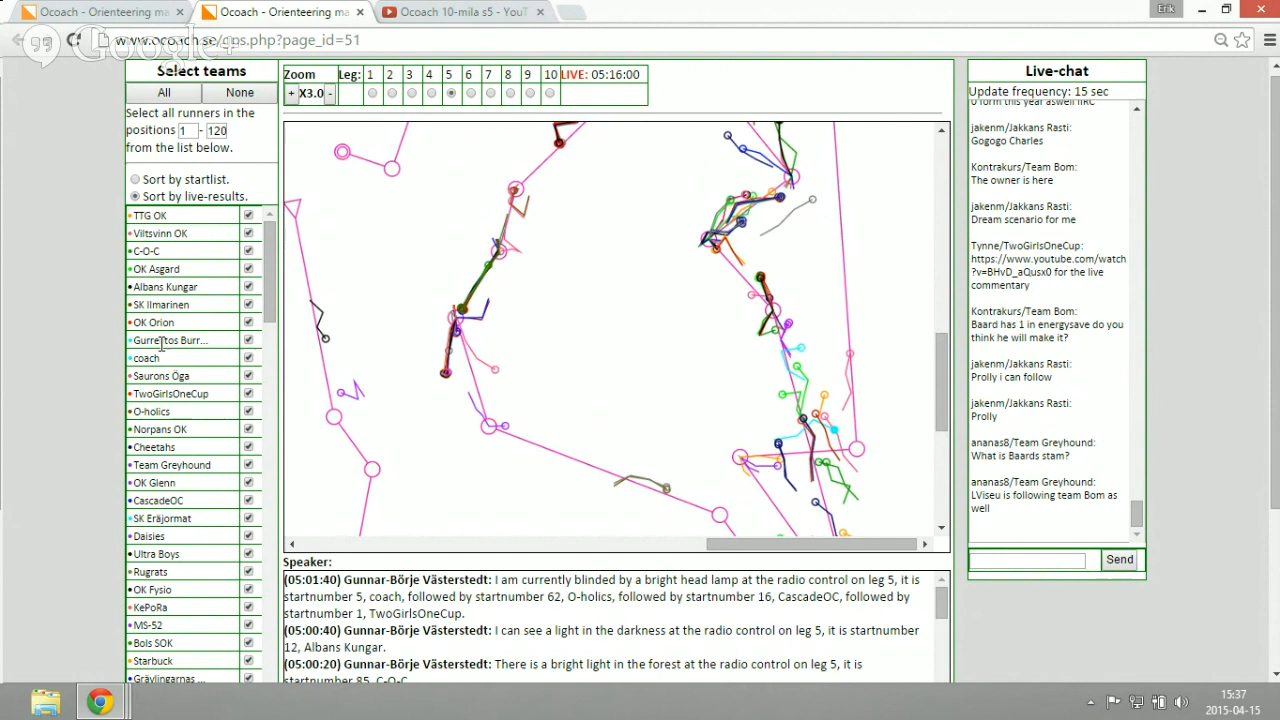 Ocoach - Orienteering ma
Ocoach - Orienteering ma
Ocoach 10-mila s5 - YouT
Erik
www.ocoach.se/cns.php?page_id=51
Google+
Select teams
All None
Select all runners in the
positions 1 - 120
from the list below.
Sort by startlist.
Sort by live-results.
TTG OK
Viltsvinn OK
C-O-C
OK Asgard
Albans Kungar
SK Ilmarinen
OK Orion
coach
Saurons Öga
TwoGirlsOneCup
O-holics
Norpans OK
Cheetahs
Team Greyhound
OK Glenn
CascadeOC
SK Eräjormat
Daisies
Ultra Boys
Rugrats
OK Fysio
KePoRa
MS-52
Bols SOK
Starbuck
Grävlingarnas ...
Zoom Leg: 1 2 3 4 5 6 7 8 9 10 LIVE: 05:16:00
+ X3.0 -
Speaker:
(05:01:40) Gunnar-Börje Västerstedt: I am currently blinded by a bright head lamp at the radio control on leg 5, it is
startnumber 5, coach, followed by startnumber 62, O-holics, followed by startnumber 16, CascadeOC, followed by
startnumber 1, TwoGirlsOneCup.
(05:00:40) Gunnar-Börje Västerstedt: I can see a light in the darkness at the radio control on leg 5, it is startnumber
12, Albans Kungar.
(05:00:20) Gunnar-Börje Västerstedt: There is a bright light in the forest at the radio control on leg 5, it is
startnumber 85, C-O-C.
Live-chat
Update frequency: 15 sec
U form this year aswell IIRC
jakenm/Jakkans Rasti:
Gogogo Charles
Kontrakurs/Team Bom:
The owner is here
jakenm/Jakkans Rasti:
Dream scenario for me
Tynne/TwoGirlsOneCup:
https://www.youtube.com/watch
?v=BHvD_aQusx0 for the live
commentary
Kontrakurs/Team Bom:
Baard has 1 in energysave do you
think he will make it?
jakenm/Jakkans Rasti:
Prolly i can follow
jakenm/Jakkans Rasti:
Prolly
ananas8/Team Greyhound:
What is Baards stam?
ananas8/Team Greyhound:
LViseu is following team Bom as
well
Send
15:37
2015-04-15